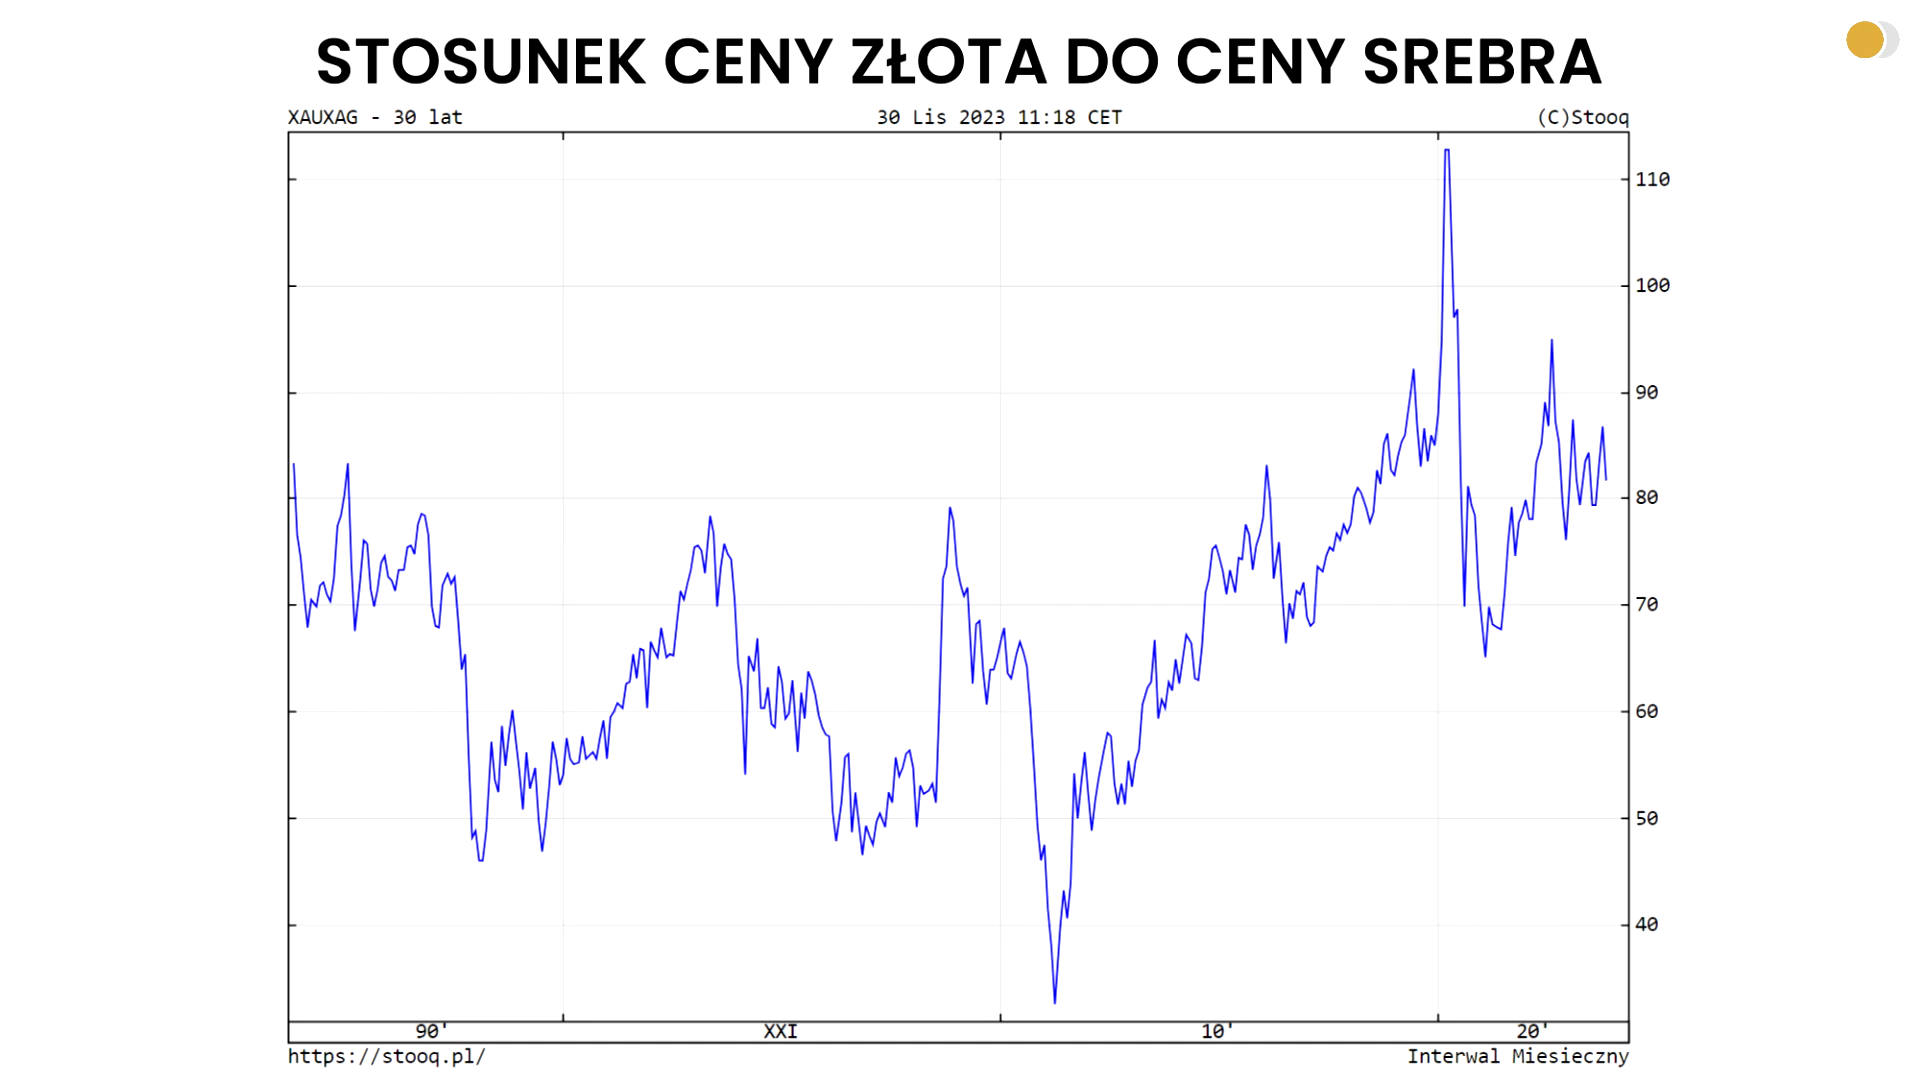 STOSUNEK CENY ZŁOTA DO CENY SREBRA
XAUXAG - 30 lat 30 Lis 2023 11:18 CET (C)Stooq
110
100
90
80
70
60
50
40
90' XXI 10' 20'
https://stooq.pl/ Interwal Miesieczny